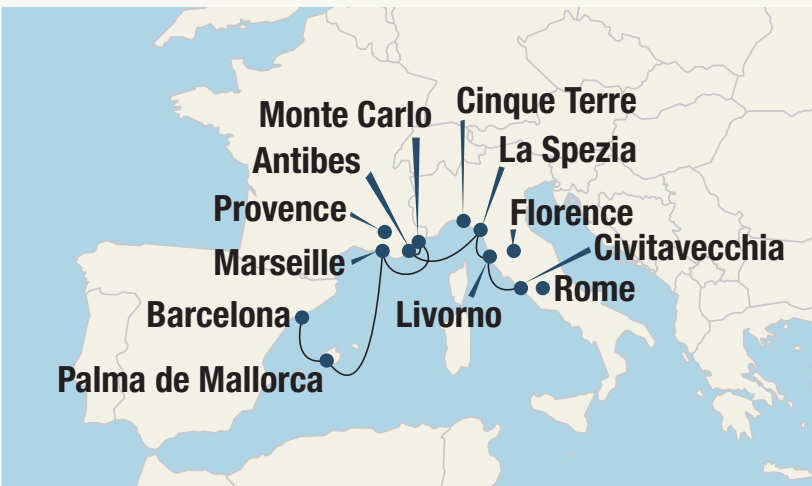 Cinque Terre
Monte Carlo
La Spezia
Antibes
Provence
Florence
Civitavecchia
Marseille
Rome
Barcelona
Livorno
Palma de Mallorca